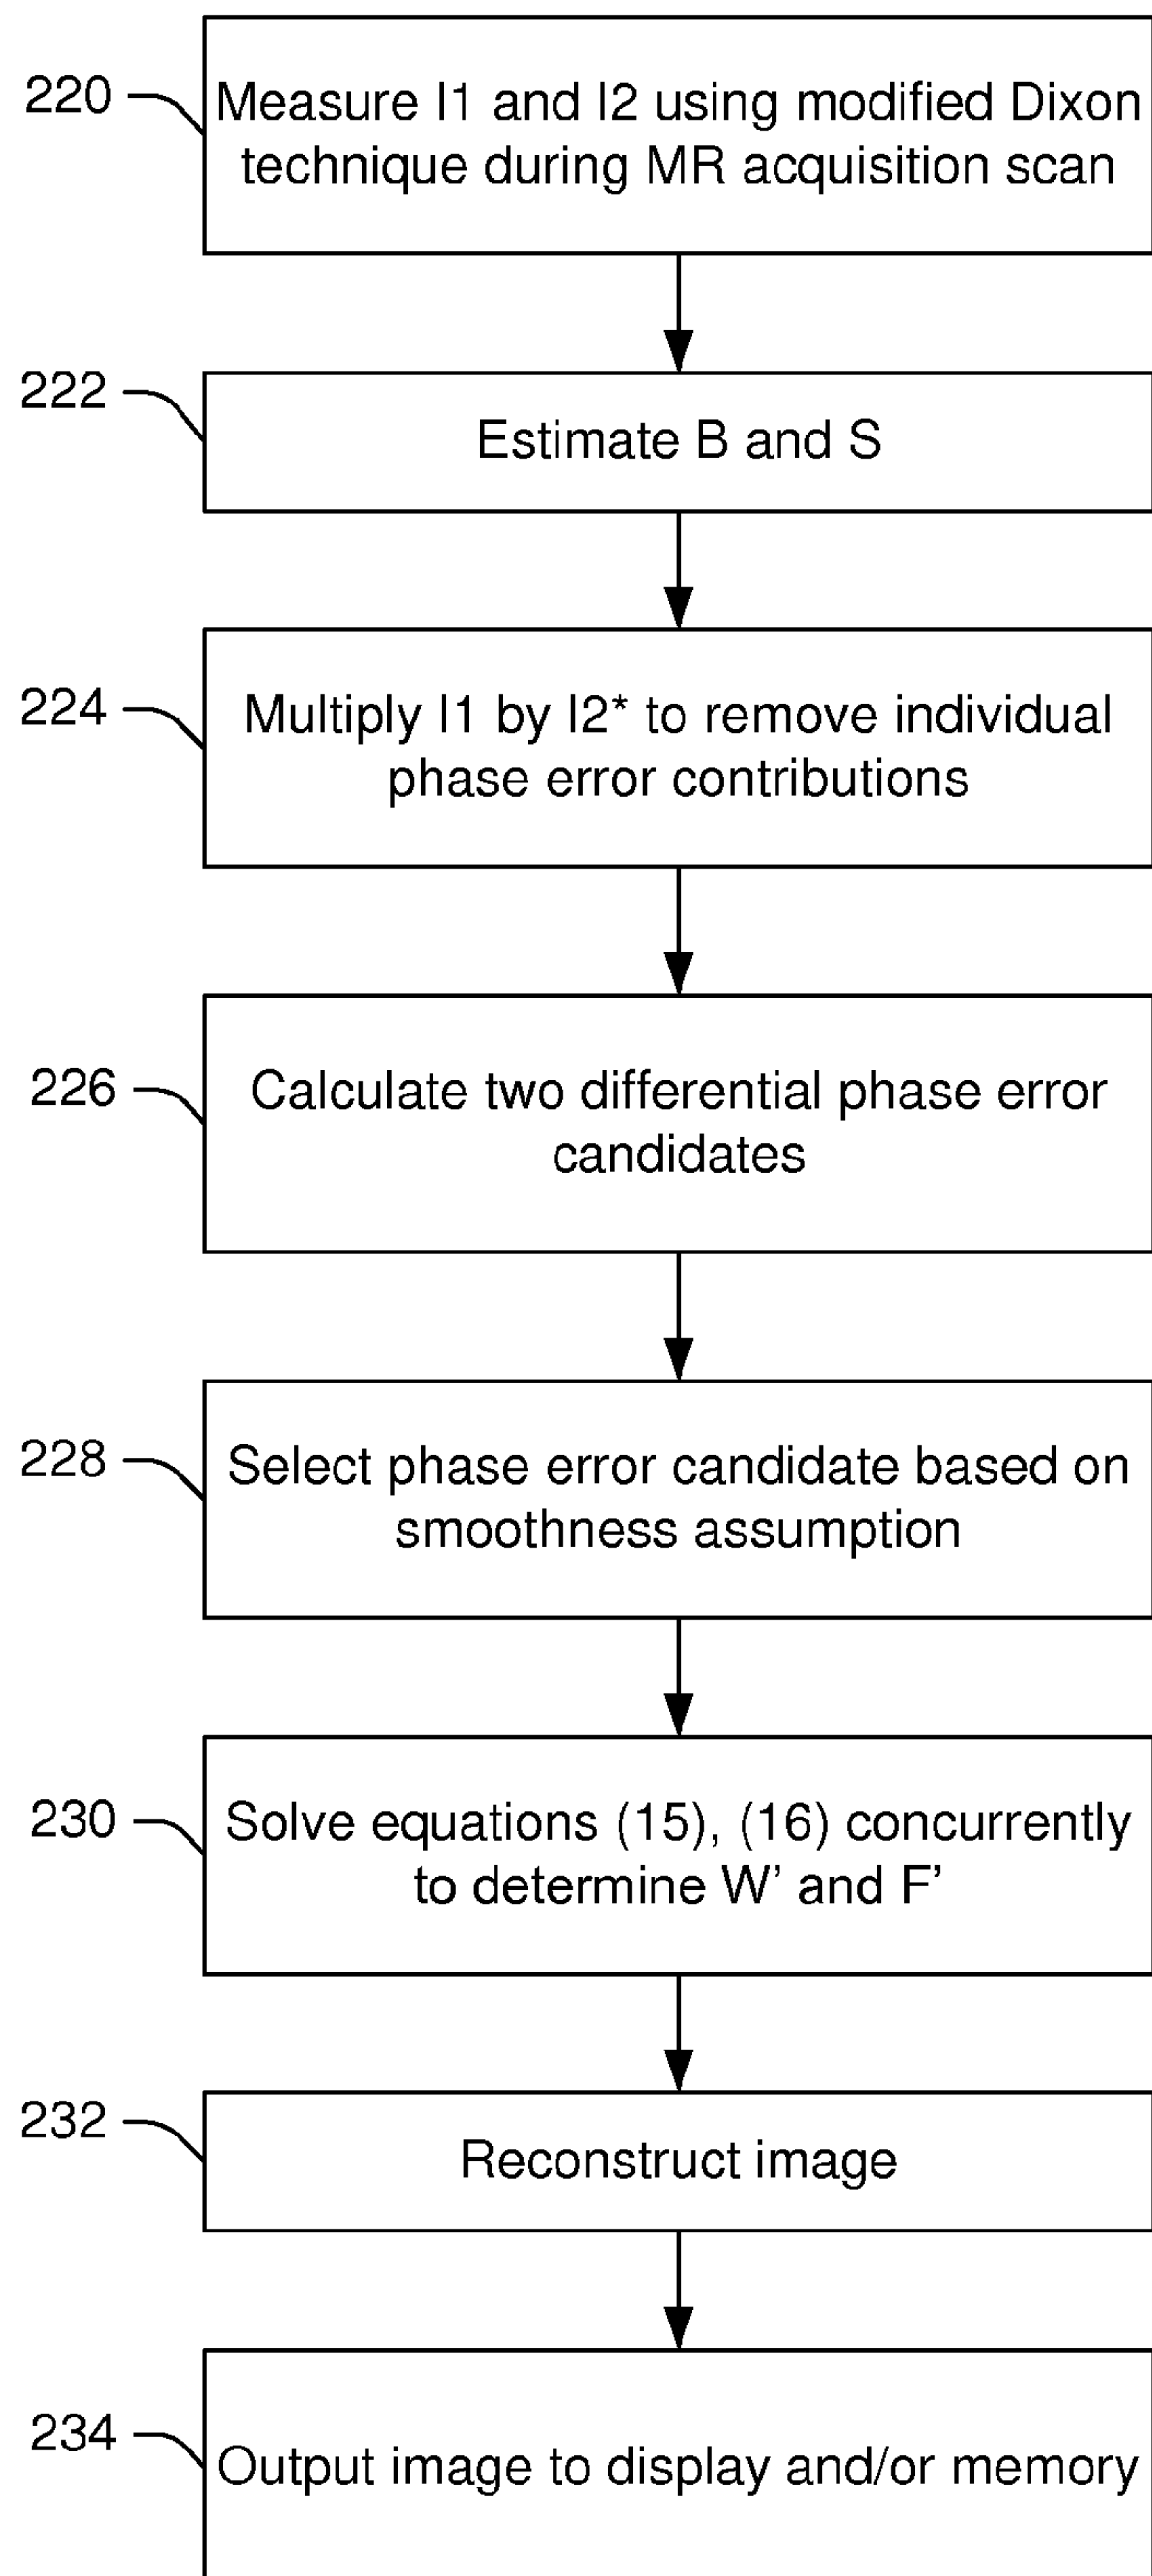 220
Measure I1 and I2 using modified Dixon
technique during MR acquisition scan
222
Estimate B and S
224
Multiply I1 by I2* to remove individual
phase error contributions
226
Calculate two differential phase error
candidates
228
Select phase error candidate based on
smoothness assumption
230
Solve equations (15), (16) concurrently
to determine W’ and F’
232
Reconstruct image
234
Output image to display and/or memory